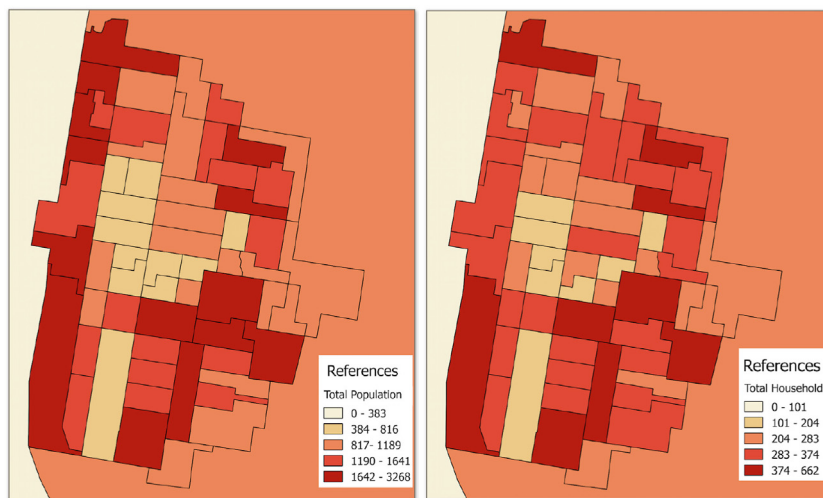 References
Total Population
0 - 383
384 - 816
817- 1189
1190 - 1641
1642 - 3268
References
Total Household
0 - 101
101 - 204
204 - 283
283 - 374
374 - 662